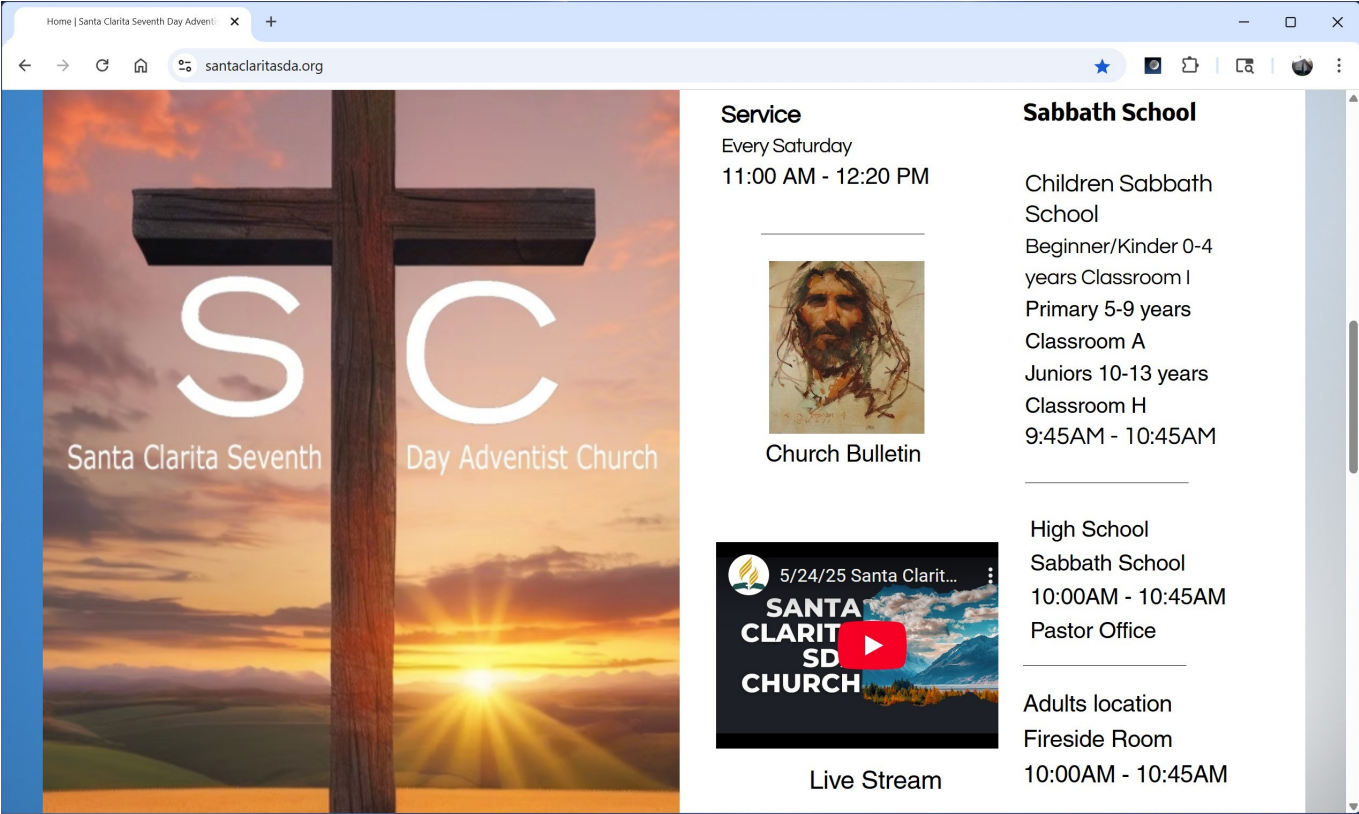 Home | Santa Clarita Seventh Day Adventi
santaclaritasda.org
S C
Santa Clarita Seventh Day Adventist Church
Service
Every Saturday
11:00 AM - 12:20 PM
Church Bulletin
5/24/25 Santa Clarit...
SANTA
CLARIT
SD
CHURCH
Live Stream
Sabbath School
Children Sabbath
School
Beginner/Kinder 0-4
years Classroom I
Primary 5-9 years
Classroom A
Juniors 10-13 years
Classroom H
9:45AM - 10:45AM
High School
Sabbath School
10:00AM - 10:45AM
Pastor Office
Adults location
Fireside Room
10:00AM - 10:45AM